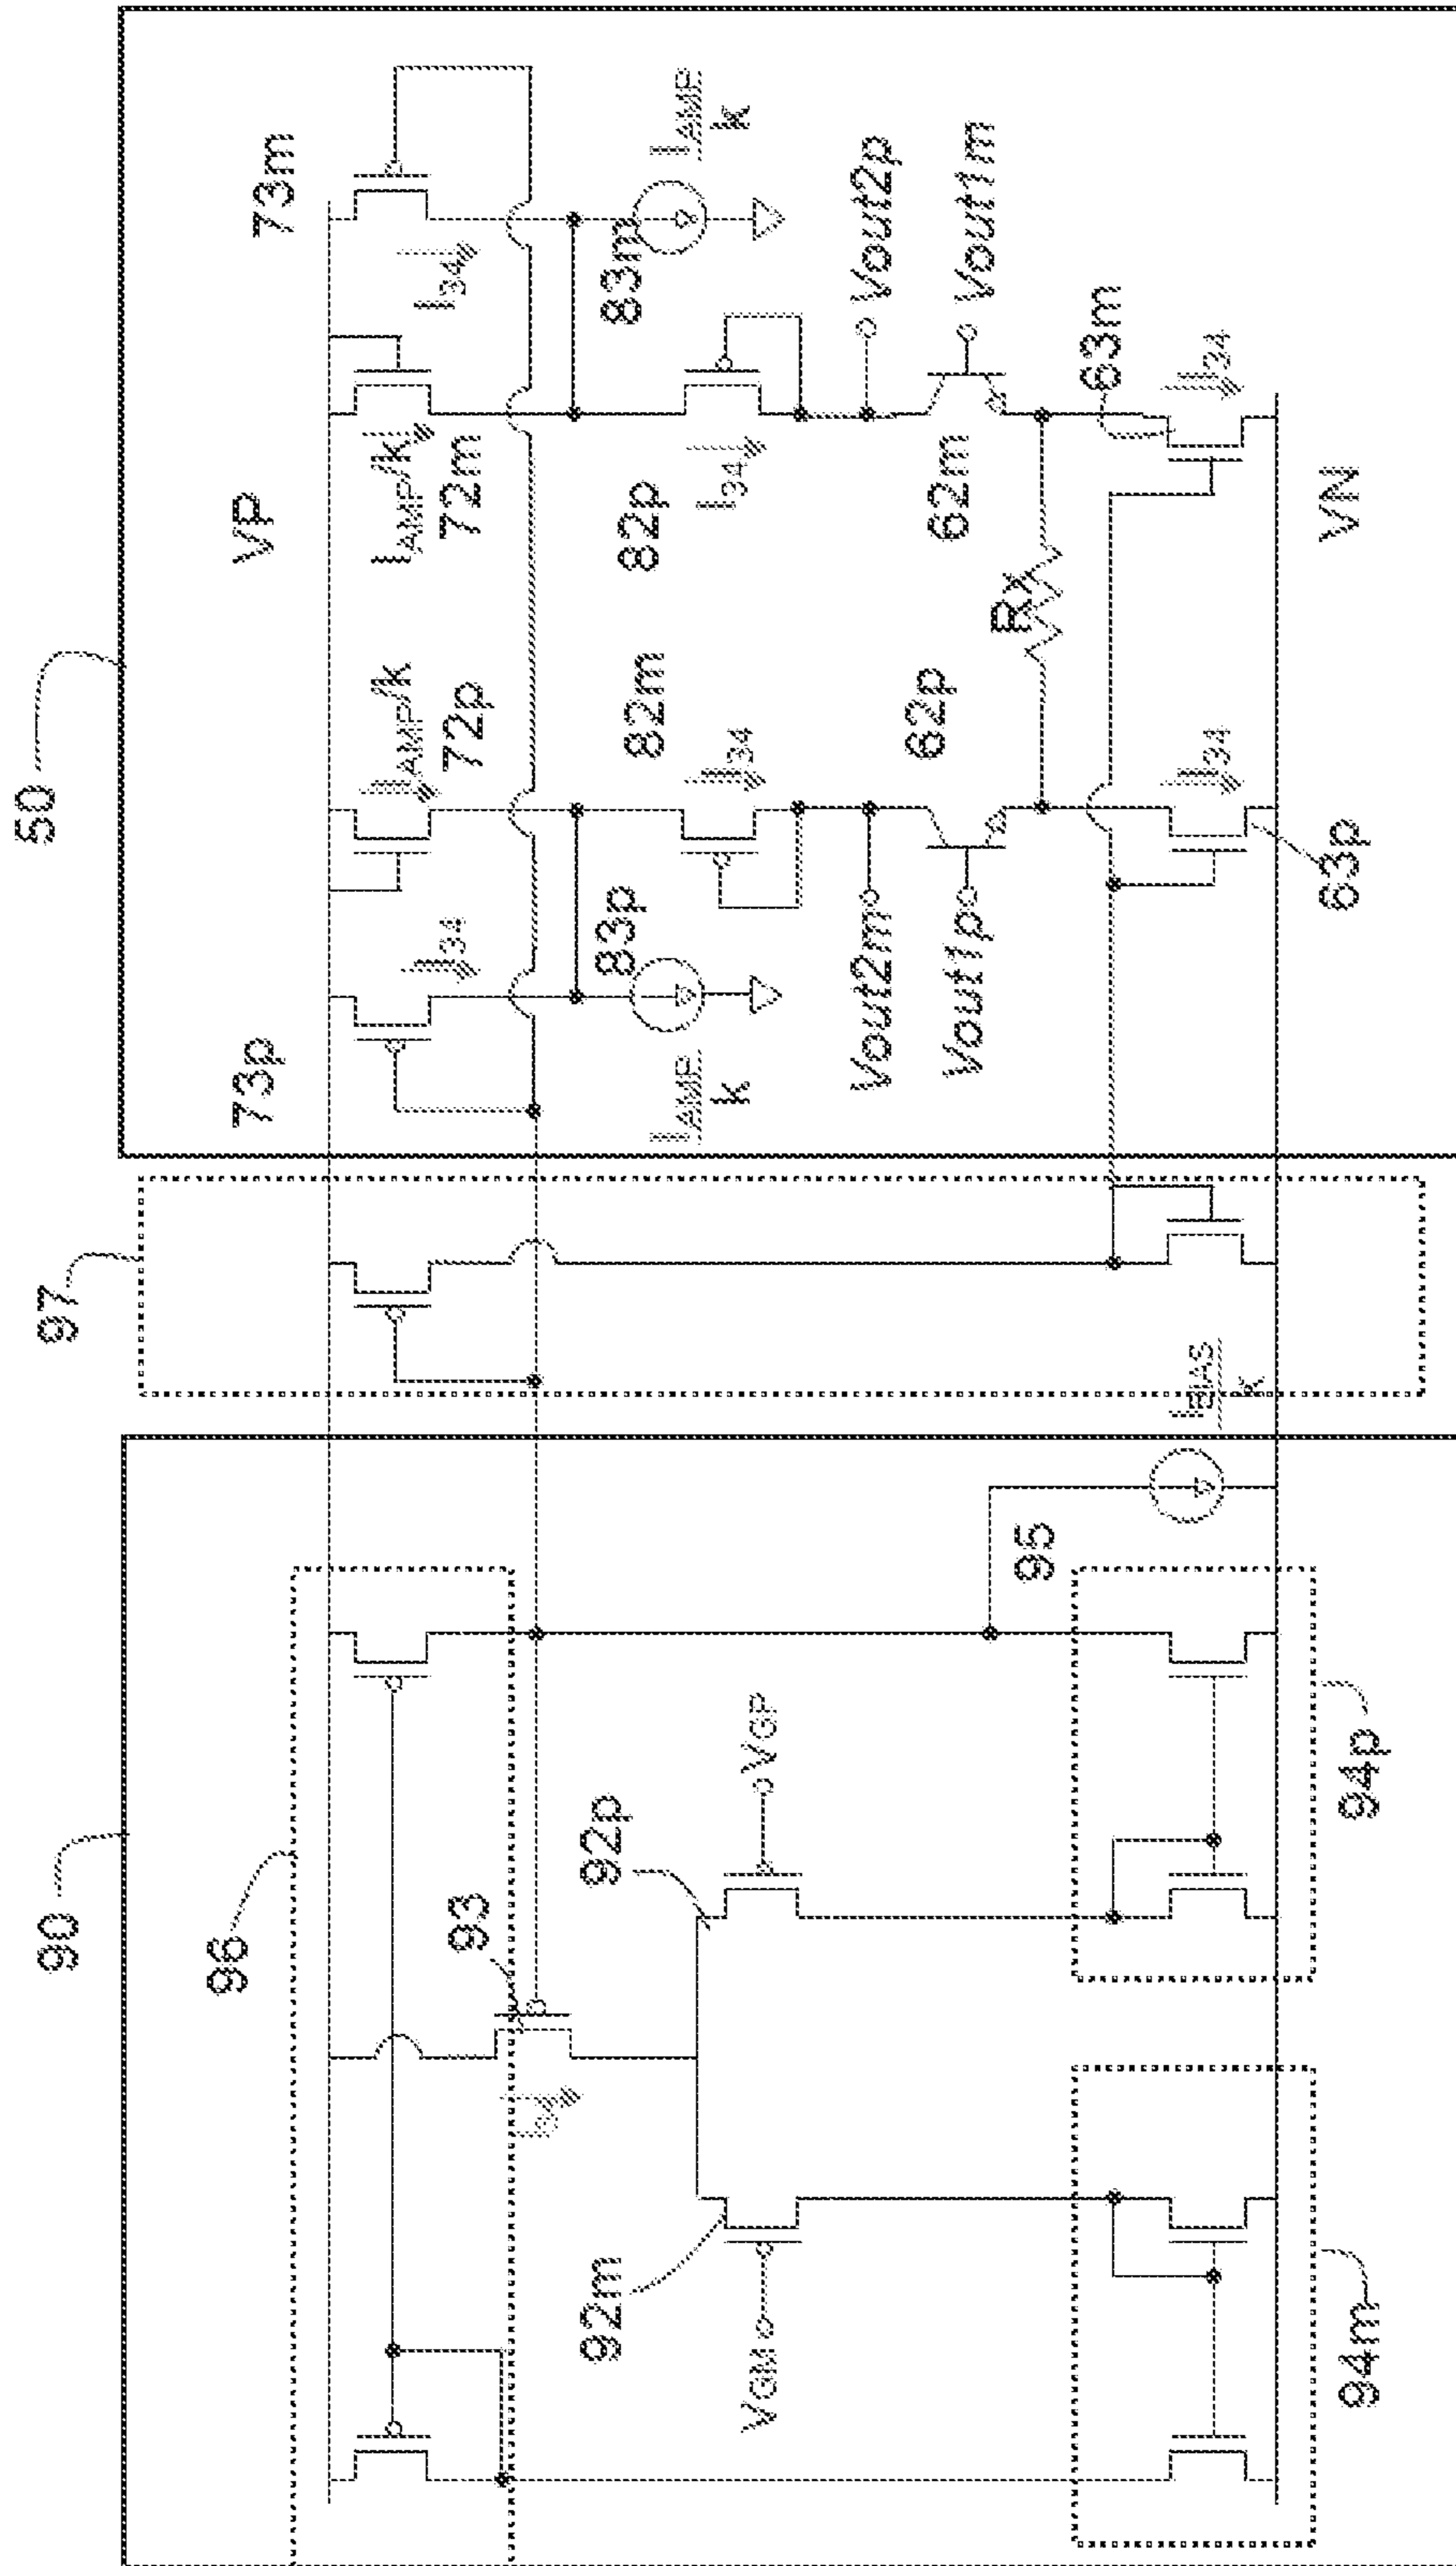 50
90
97
96
VP
73p
72p
IAMP/k
72m
IAMP/k
73m
I34
I34
93
83p
IAMP
k
82m
I34
82p
I34
83m
IAMP
k
92m
92p
VGM
VGP
Vout2m
Vout1p
62p
62m
Vout2p
Vout1m
Rx
95
IBIAS
k
94m
94p
63p
I34
63m
I34
VN